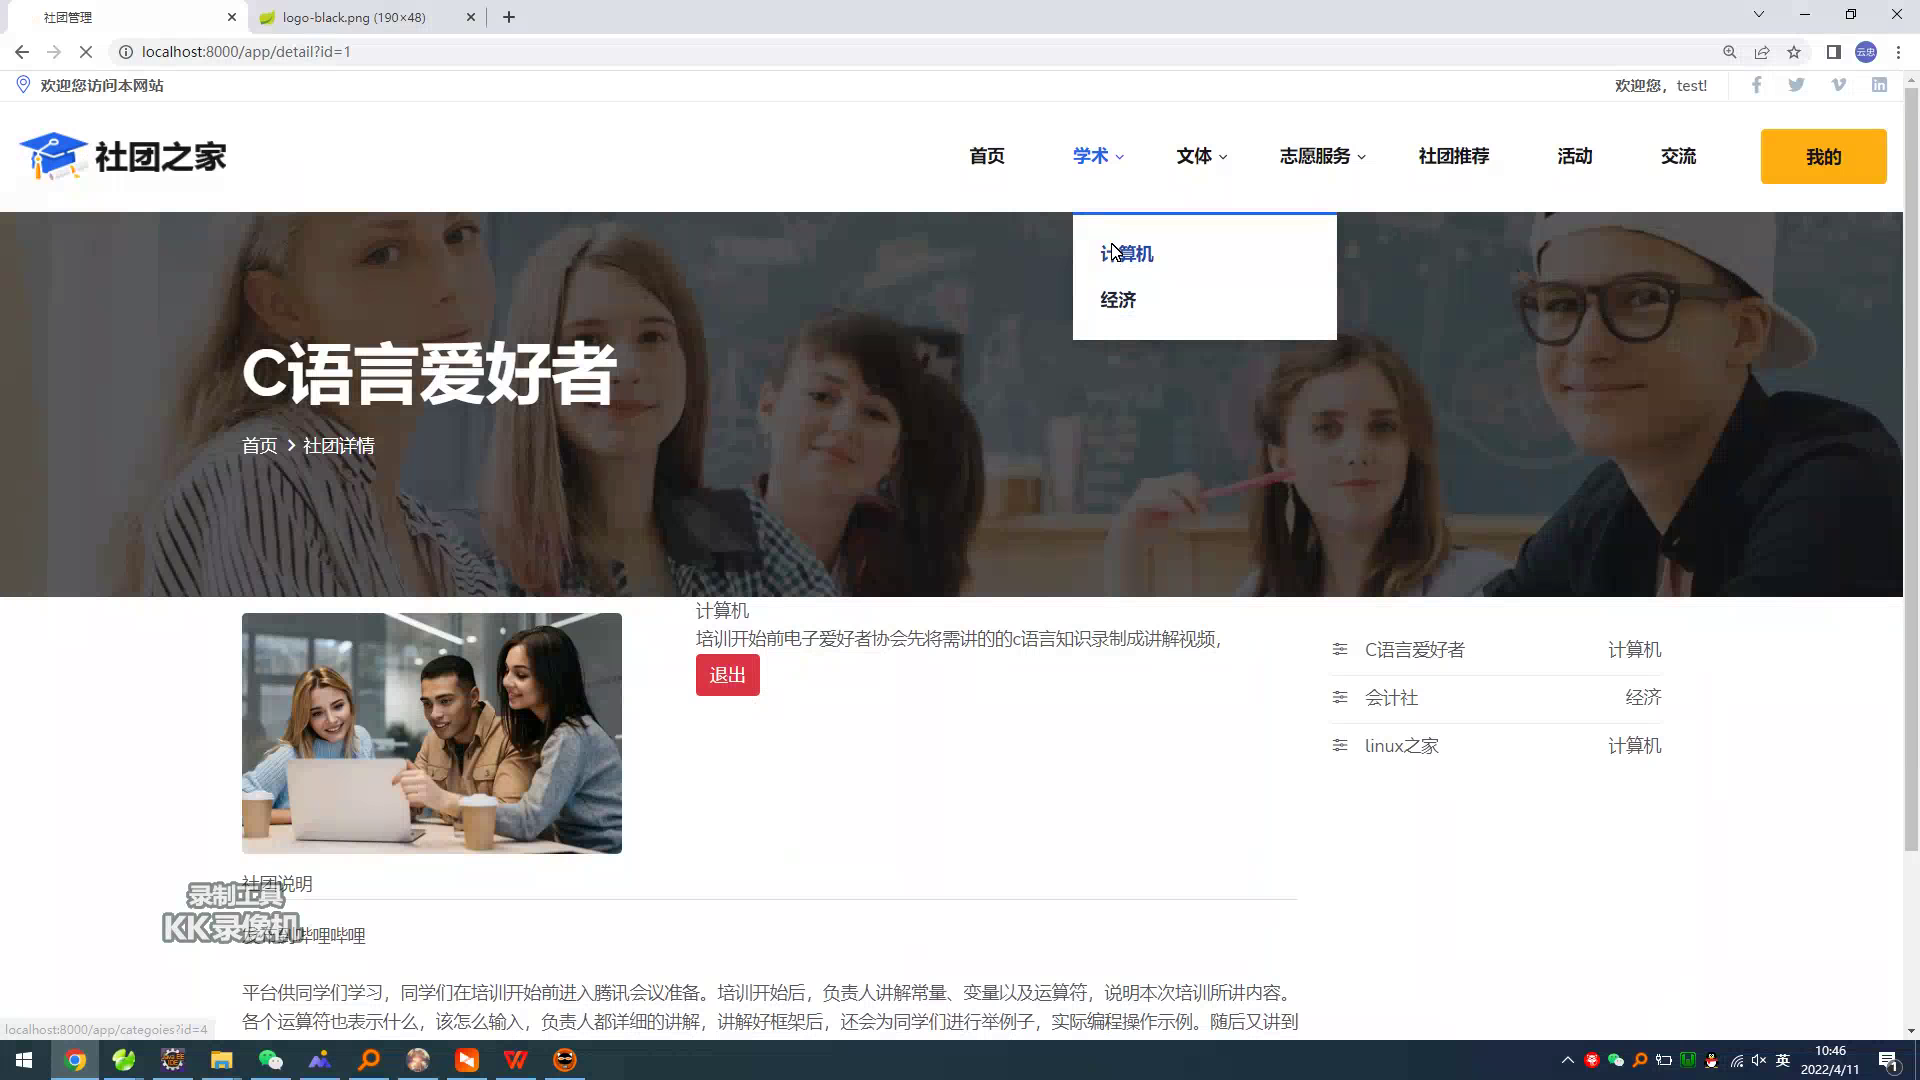 社团管理
logo-black.png (190×48)
localhost:8000/app/detail?id=1
云忠
欢迎您访问本网站
欢迎您，test!
社团之家
首页
学术
文体
志愿服务
社团推荐
活动
交流
我的
计算机
经济
C语言爱好者
首页 > 社团详情
计算机
培训开始前电子爱好者协会先将需讲的的c语言知识录制成讲解视频，
退出
C语言爱好者 计算机
会计社 经济
linux之家 计算机
社团说明
录制工具
KK录像机
发布到哔哩哔哩
平台供同学们学习，同学们在培训开始前进入腾讯会议准备。培训开始后，负责人讲解常量、变量以及运算符，说明本次培训所讲内容。
各个运算符也表示什么，该怎么输入，负责人都详细的讲解，讲解好框架后，还会为同学们进行举例子，实际编程操作示例。随后又讲到
localhost:8000/app/categoies?id=4
英
10:46
2022/4/11
1